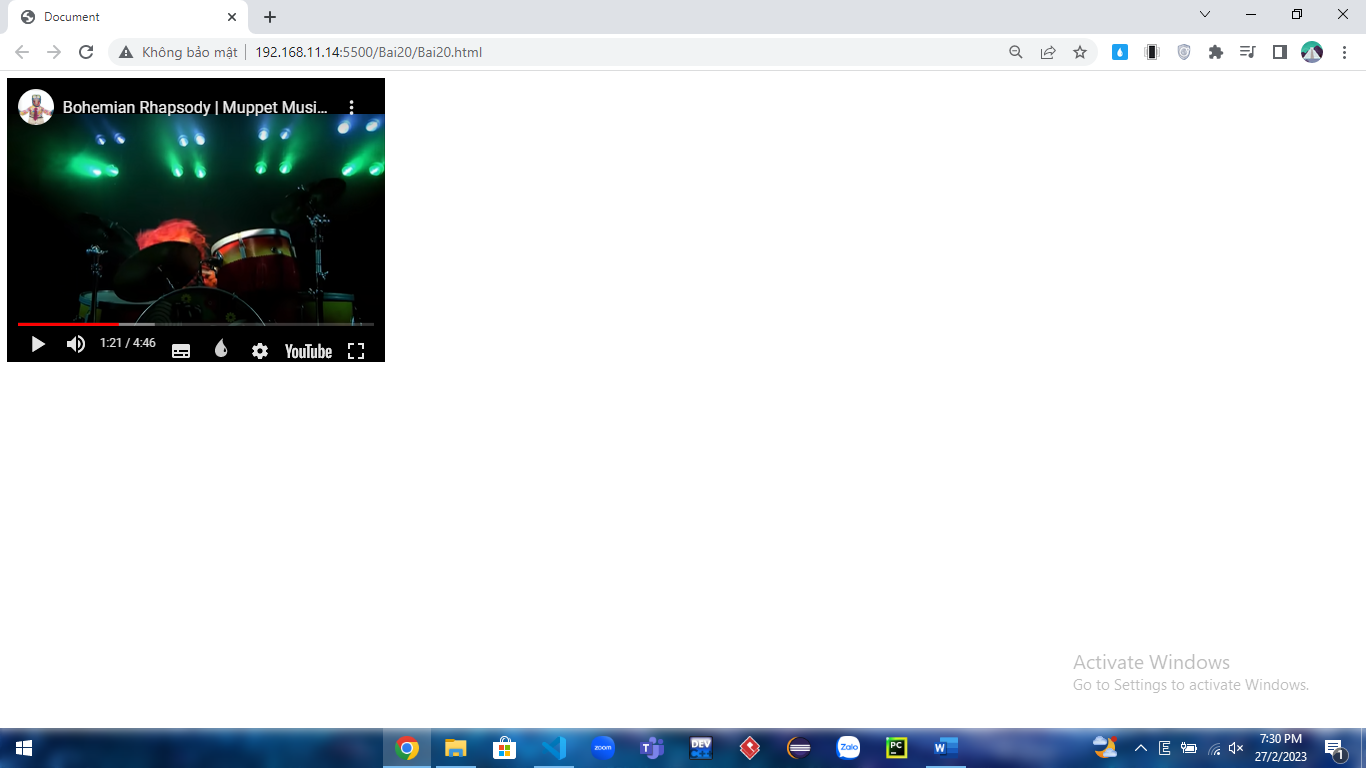 Document
Không bảo mật
192.168.11.14:5500/Bai20/Bai20.html
Bohemian Rhapsody | Muppet Musi...
1:21 / 4:46
YouTube
Activate Windows
Go to Settings to activate Windows.
zoom
DEV
C++
Zalo
PC
W
E
7:30 PM
27/2/2023
1